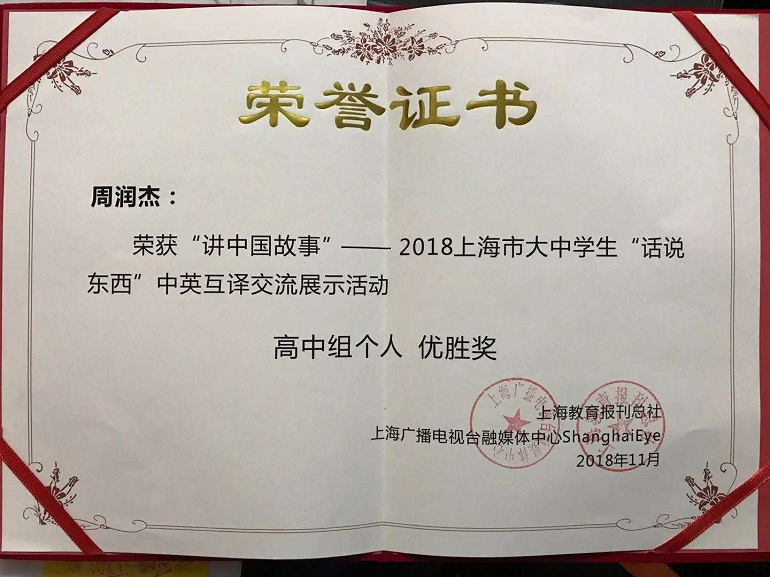 荣誉证书
周润杰：
荣获“讲中国故事”—— 2018上海市大中学生“话说
东西”中英互译交流展示活动
高中组个人 优胜奖
上海教育报刊总社
上海广播电视台融媒体中心ShanghaiEye
2018年11月